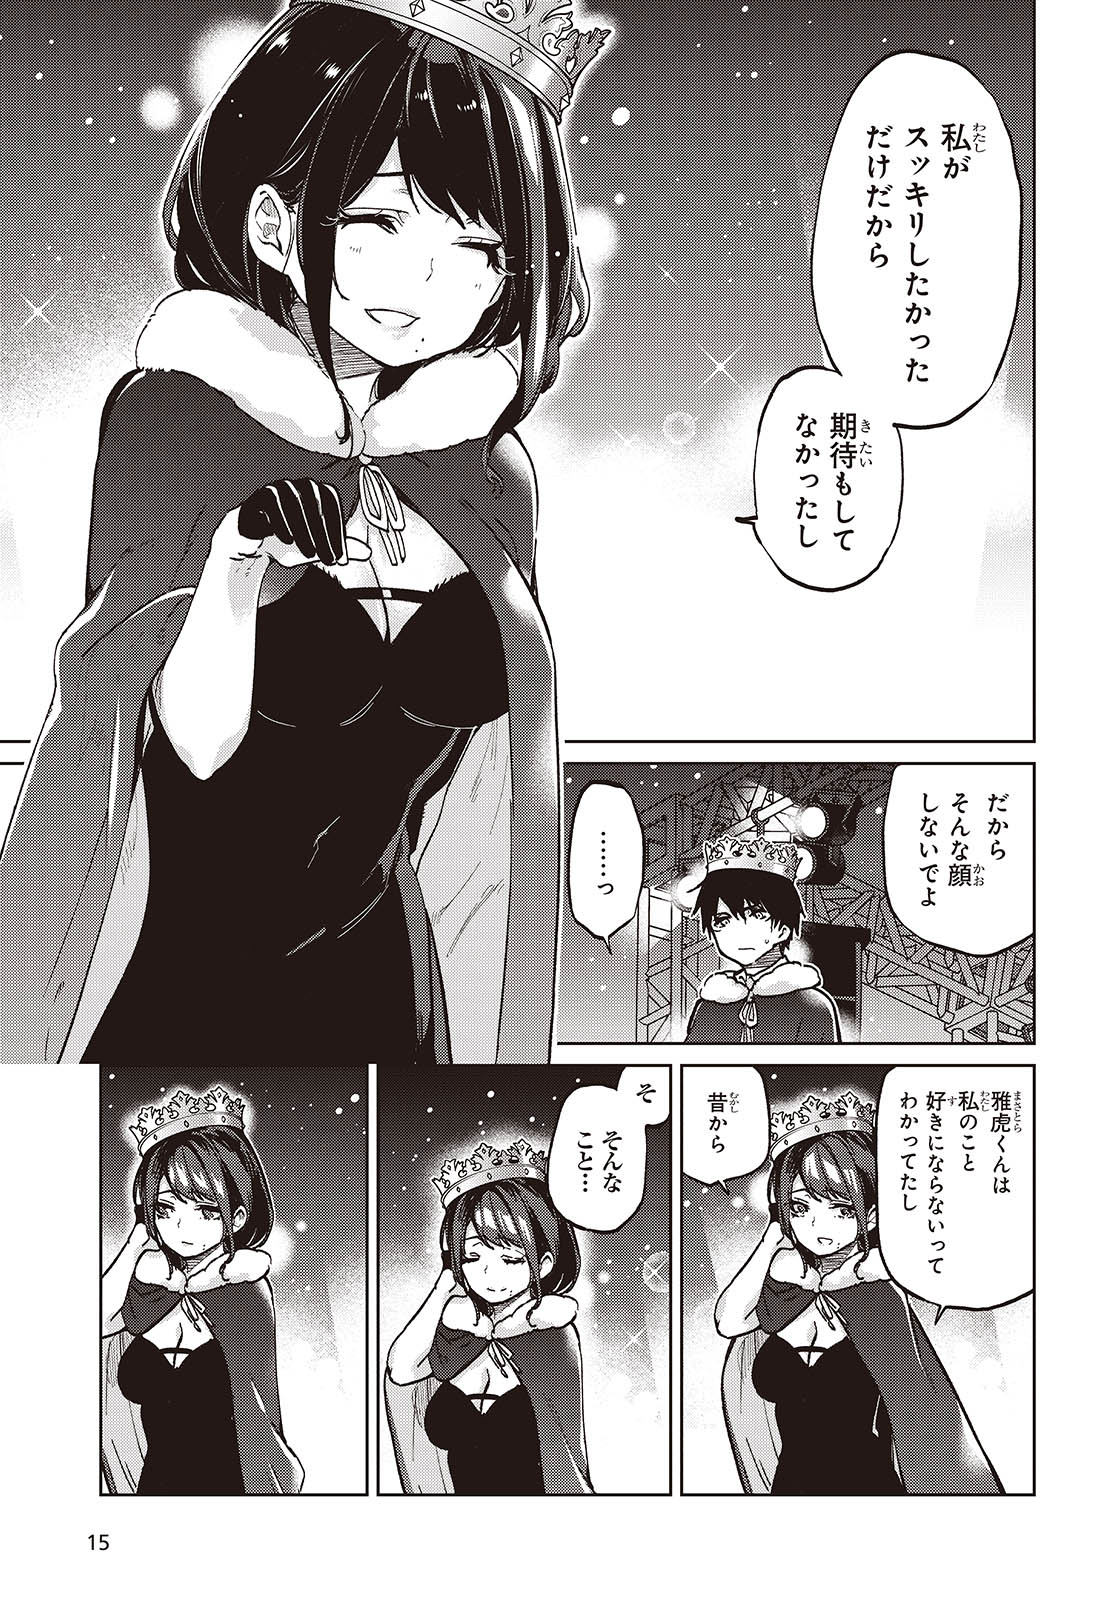 私が
スッキリしたかった
だけだから
期待もして
なかったし
だから
そんな顔
しないでよ
……っ
雅虎くんは
私のこと
好きにならないって
わかってたし
昔から
そ
そんな
こと…
15